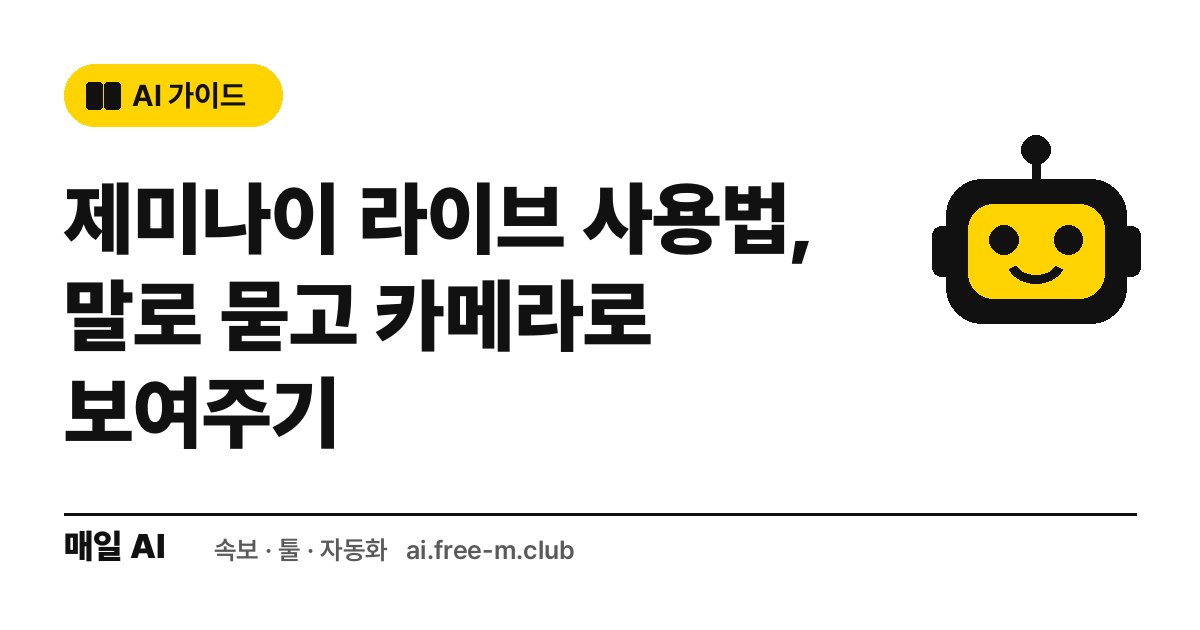 AI 가이드
제미나이 라이브 사용법,
말로 묻고 카메라로
보여주기
매일 AI 속보 · 툴 · 자동화 ai.free-m.club